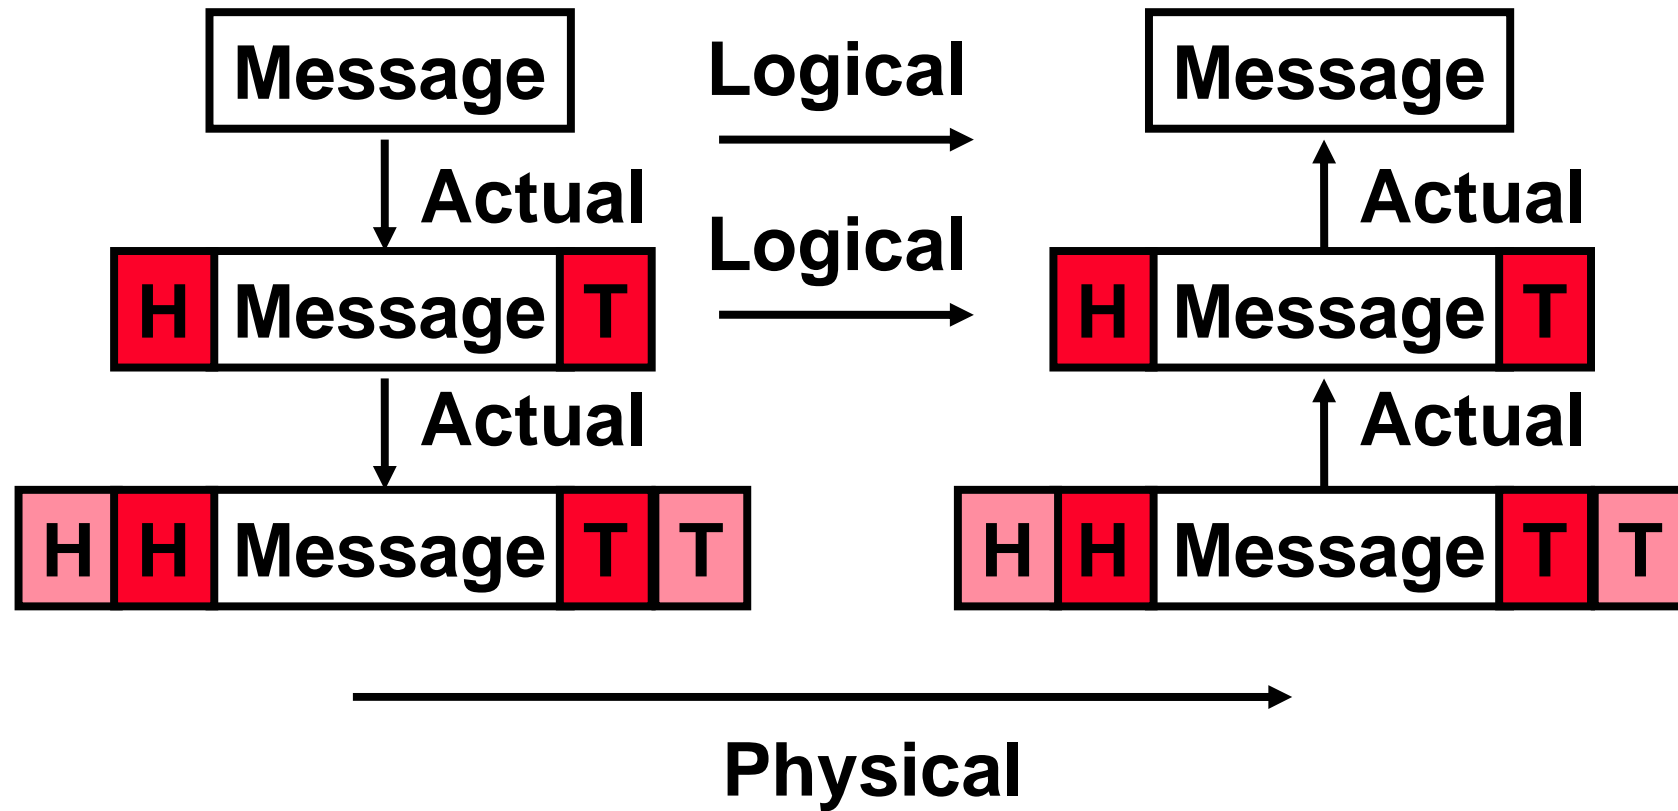 Message Logical Message
Actual Actual
Logical
H Message T H Message T
Actual Actual
H H Message T T H H Message T T
Physical